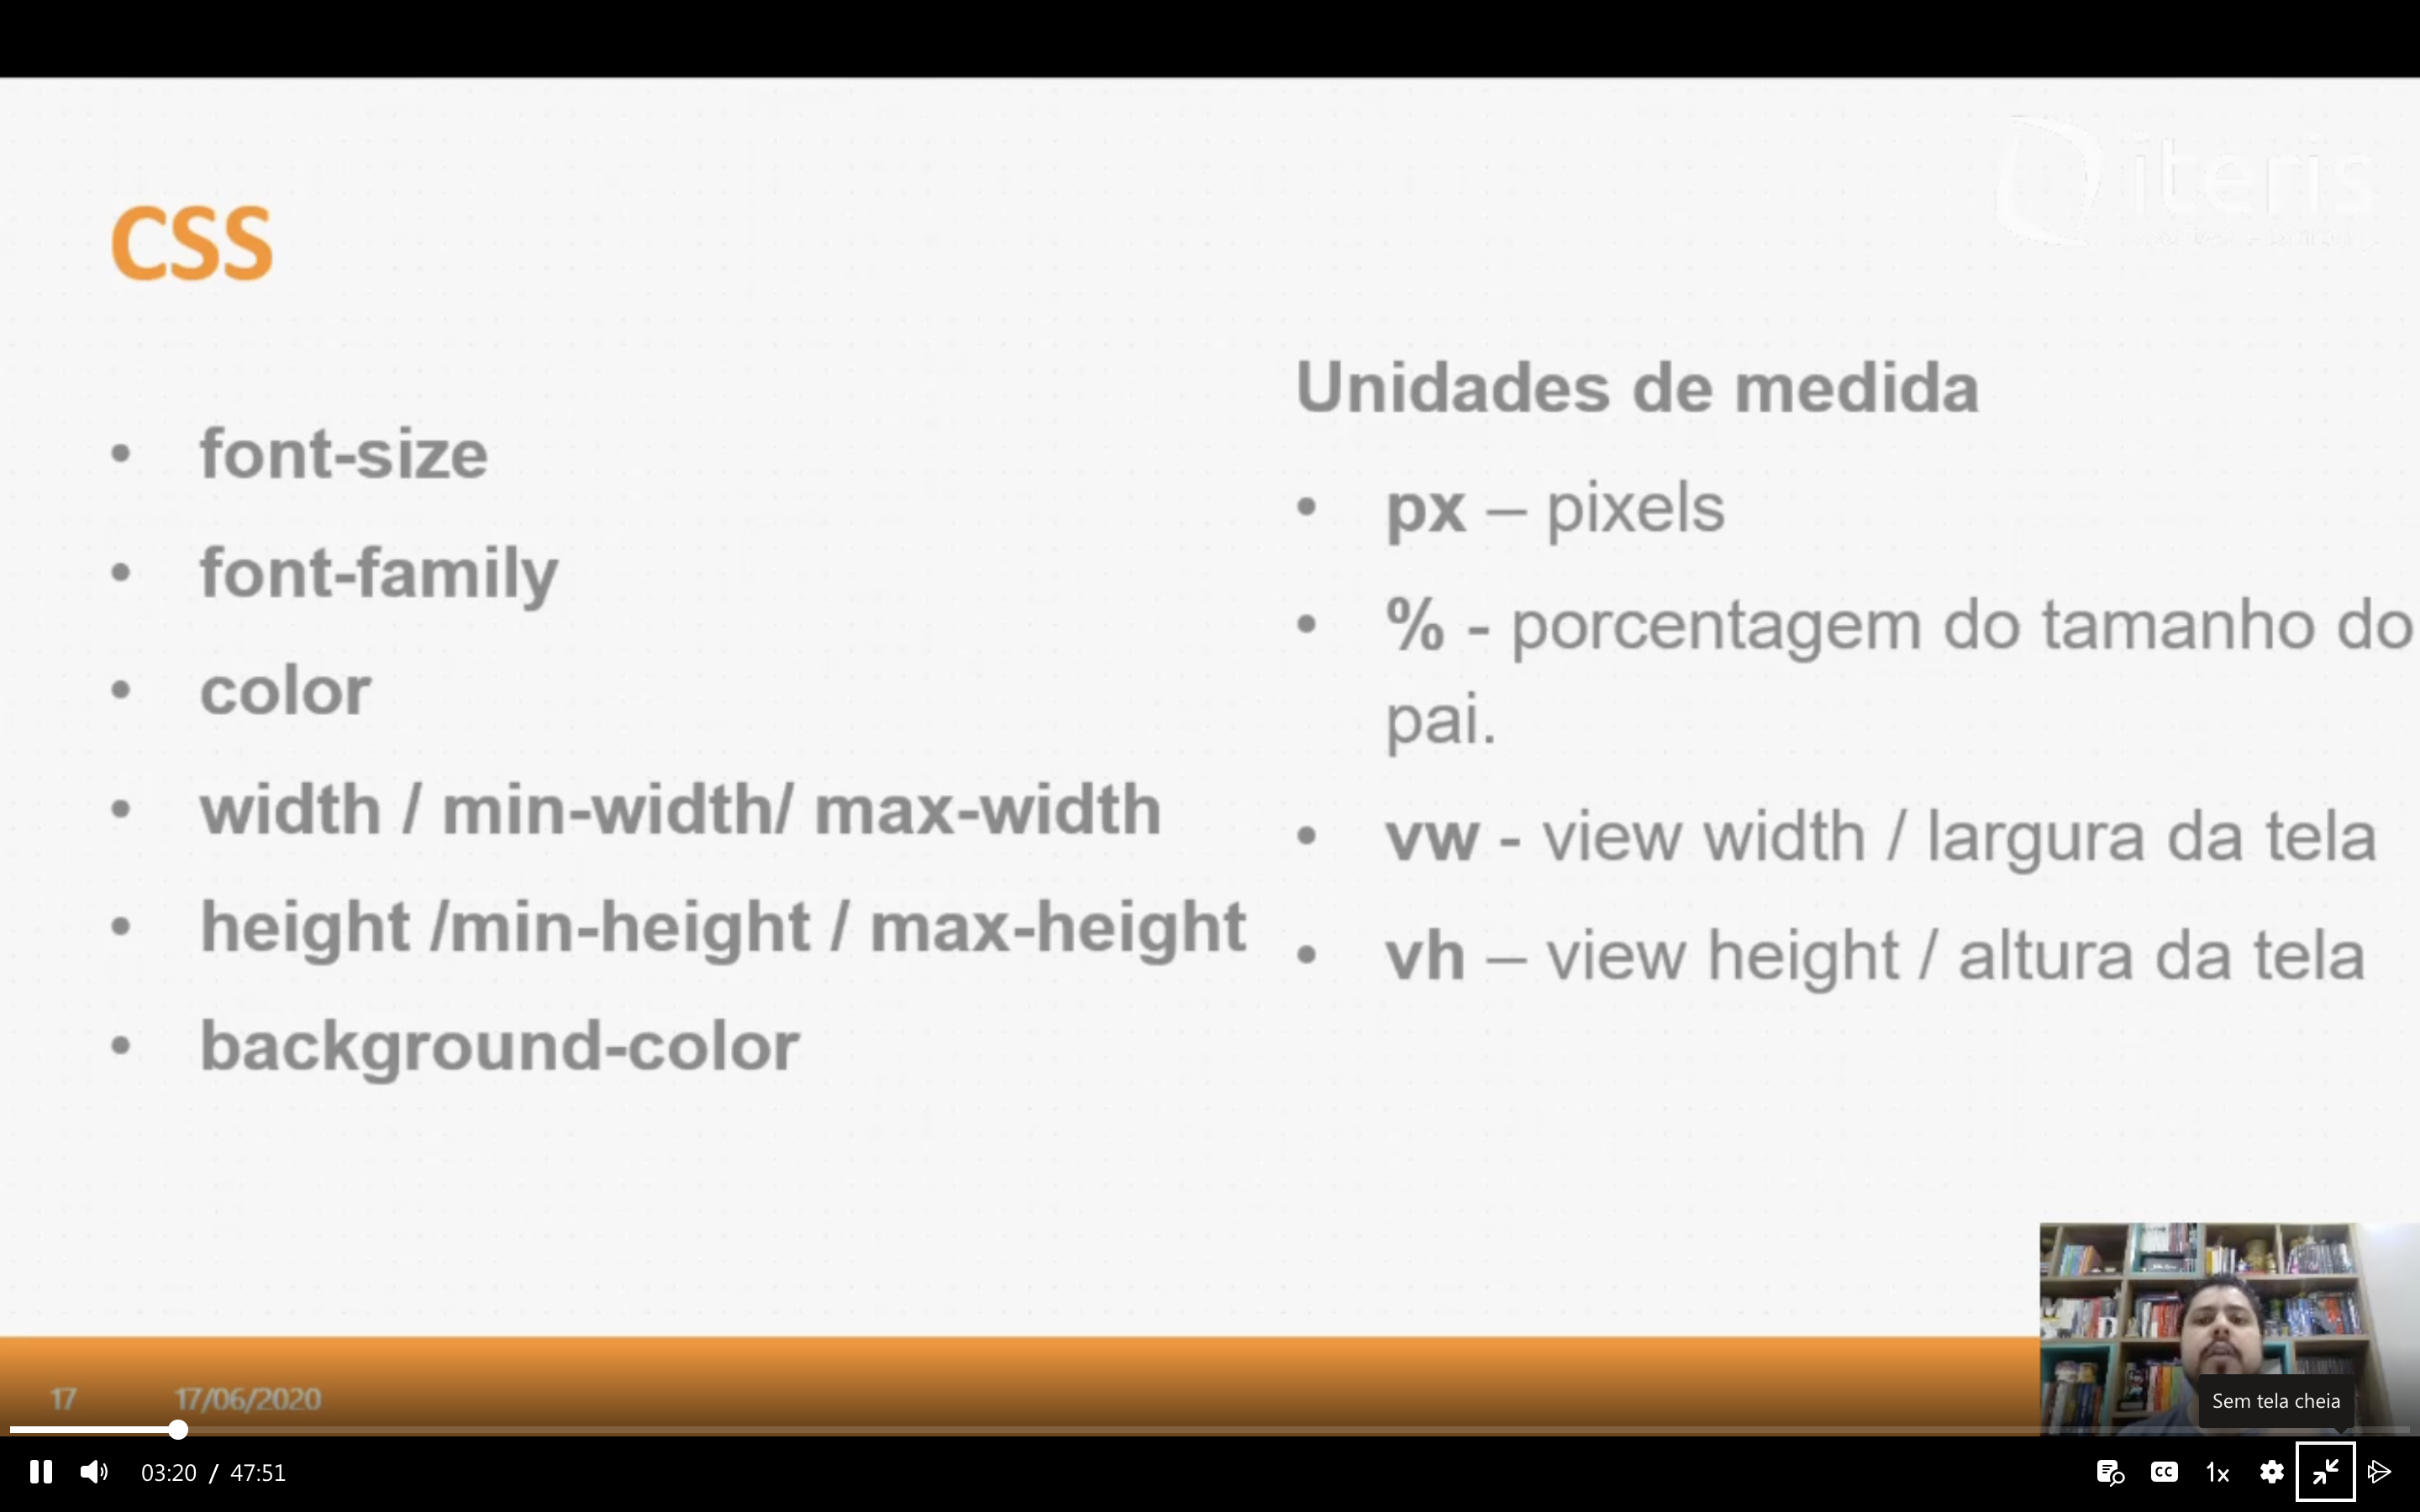 iteris
CSS
• font-size
• font-family
• color
• width / min-width/ max-width
• height /min-height / max-height
• background-color
Unidades de medida
• px – pixels
• % - porcentagem do tamanho do
pai.
• vw - view width / largura da tela
• vh – view height / altura da tela
17 17/06/2020
Sem tela cheia
03:20 / 47:51
CC
1x